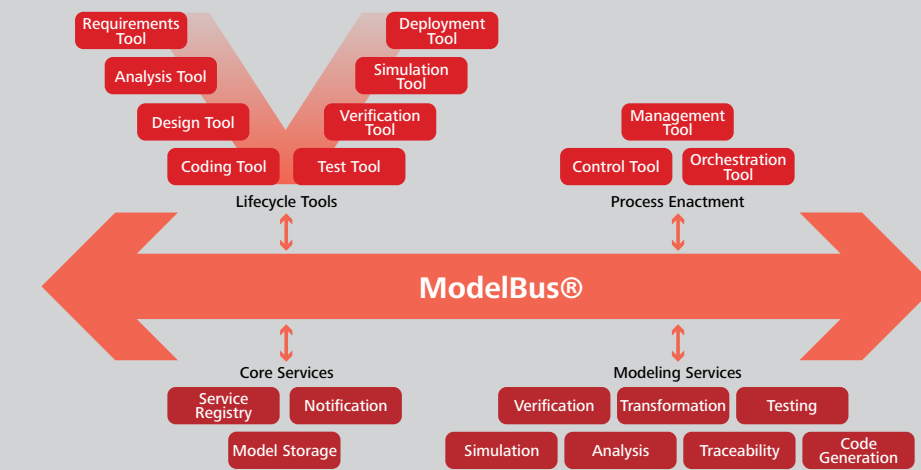 Requirements
Tool
Deployment
Tool
Analysis Tool
Simulation
Tool
Design Tool
Verification
Tool
Management
Tool
Coding Tool
Test Tool
Control Tool
Orchestration
Tool
Lifecycle Tools
Process Enactment
ModelBus®
Core Services
Modeling Services
Service
Registry
Notification
Verification
Transformation
Testing
Model Storage
Simulation
Analysis
Traceability
Code
Generation